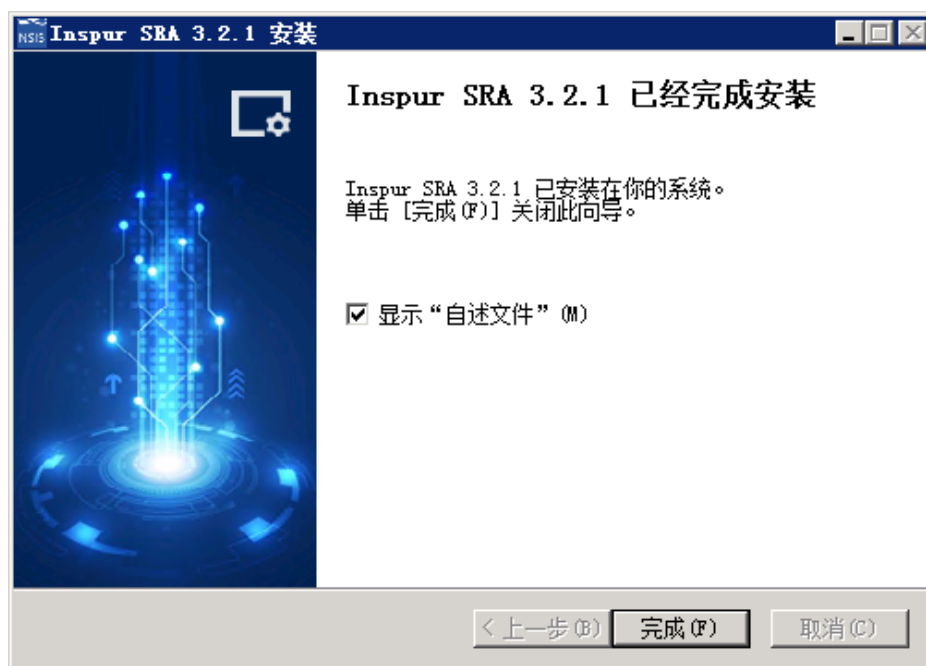 NSIS Inspur SRA 3.2.1 安装
Inspur SRA 3.2.1 已经完成安装
Inspur SRA 3.2.1 已安装在你的系统。
单击 [完成(F)] 关闭此向导。
显示“自述文件”(M)
< 上一步(B) 完成(F) 取消(C)